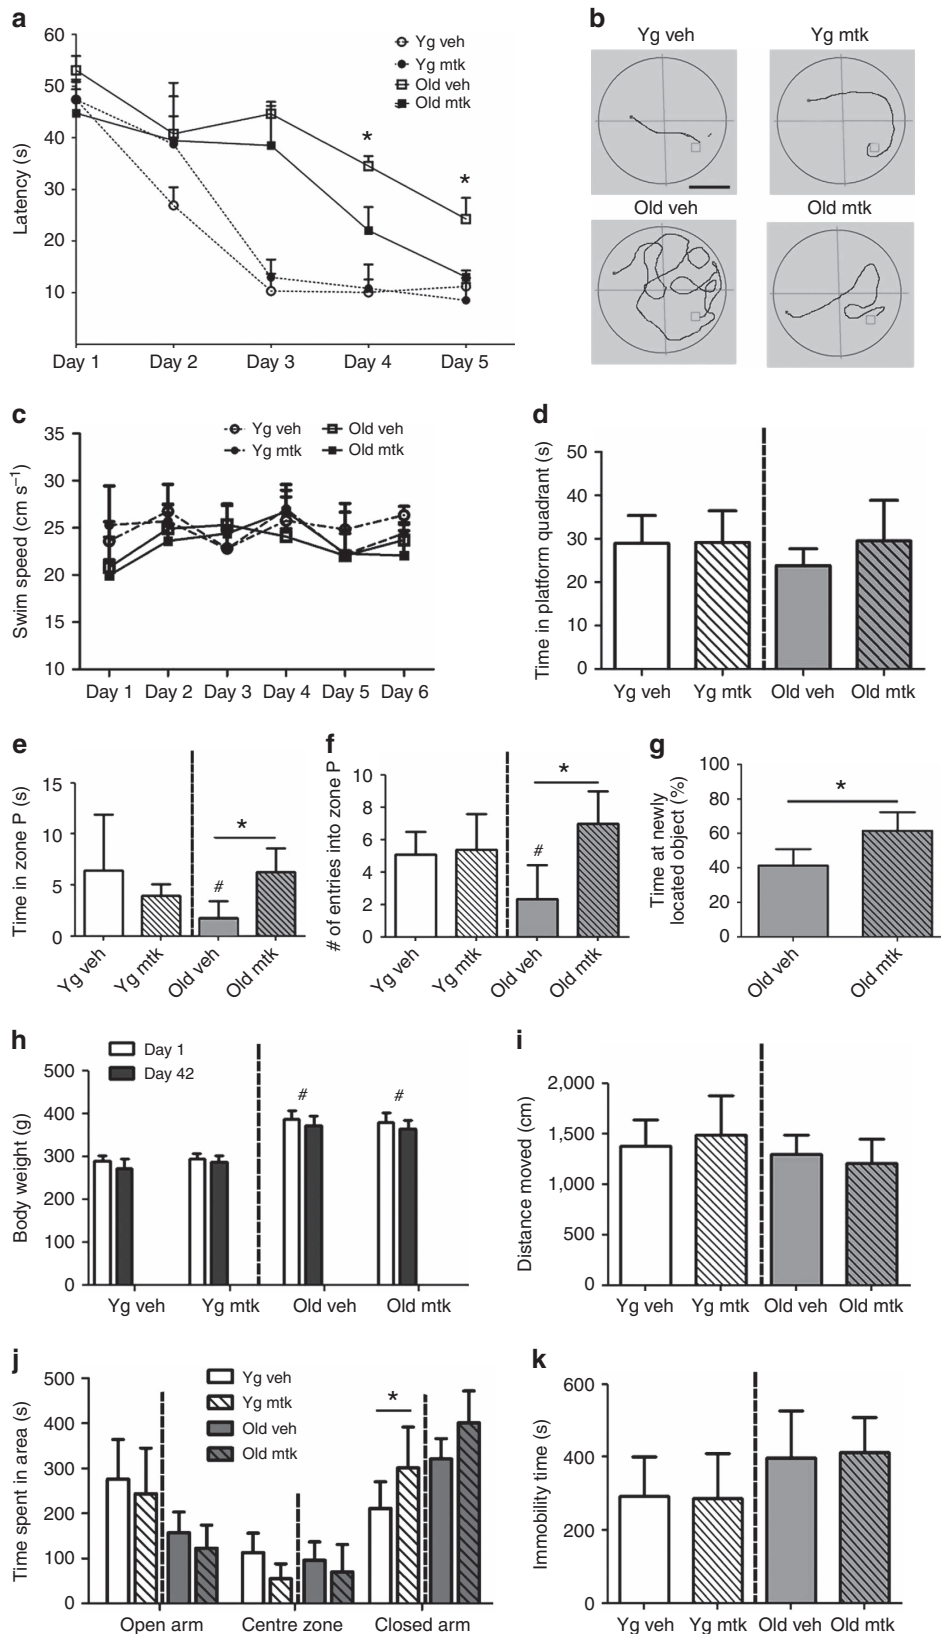 a
60
50
40
30
20
10
Latency (s)
Yg veh
Yg mtk
Old veh
Old mtk
*
*
Day 1 Day 2 Day 3 Day 4 Day 5
b
Yg veh Yg mtk
Old veh Old mtk
c
Yg veh Old veh
Yg mtk Old mtk
35
30
25
20
15
10
Swim speed (cm s⁻¹)
Day 1 Day 2 Day 3 Day 4 Day 5 Day 6
d
50
40
30
20
10
0
Time in platform quadrant (s)
Yg veh Yg mtk Old veh Old mtk
e
15
10
5
0
Time in zone P (s)
#
*
Yg veh Yg mtk Old veh Old mtk
f
10
8
6
4
2
0
# of entries into zone P
#
*
Yg veh Yg mtk Old veh Old mtk
g
100
80
60
40
20
0
Time at newly
located object (%)
*
Old veh Old mtk
h
Day 1
Day 42
500
400
300
200
100
0
Body weight (g)
# #
Yg veh Yg mtk Old veh Old mtk
i
2,000
1,500
1,000
500
0
Distance moved (cm)
Yg veh Yg mtk Old veh Old mtk
j
500
400
300
200
100
0
Time spent in area (s)
Yg veh
Yg mtk
Old veh
Old mtk
*
Open arm Centre zone Closed arm
k
600
400
200
0
Immobility time (s)
Yg veh Yg mtk Old veh Old mtk